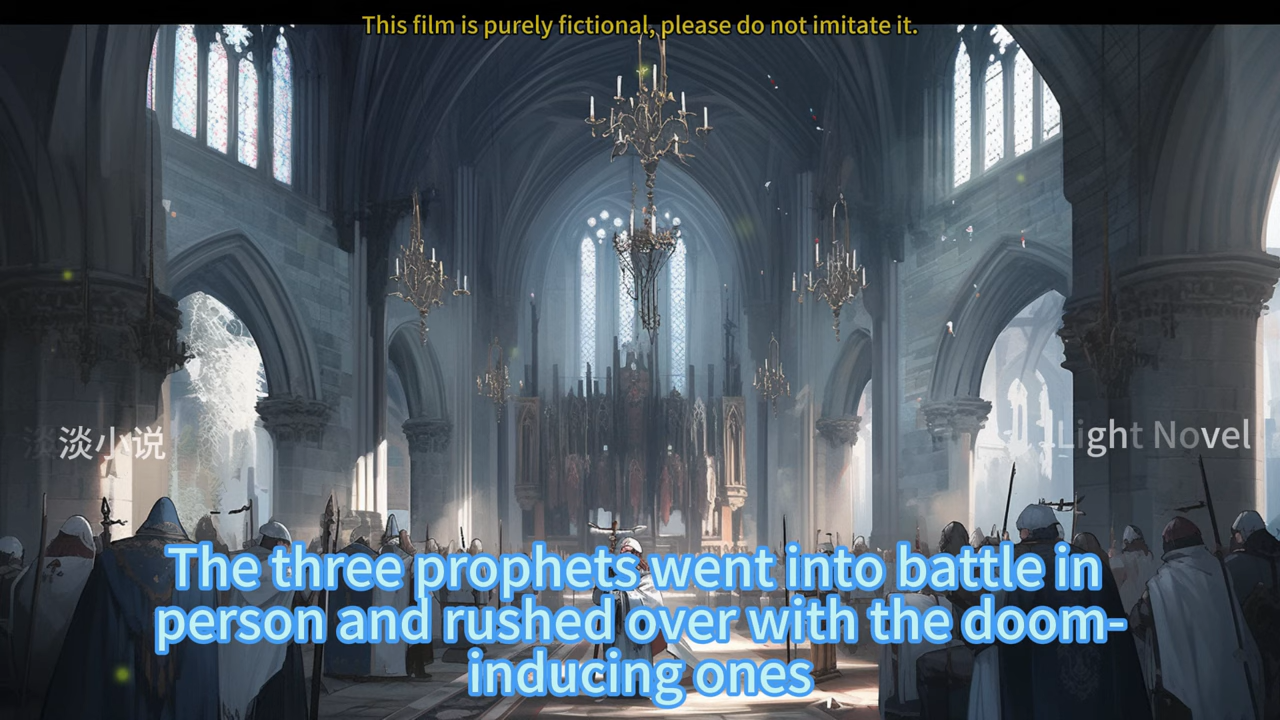 This film is purely fictional, please do not imitate it.
淡淡小说
Light Novel
The three prophets went into battle in
person and rushed over with the doom-
inducing ones